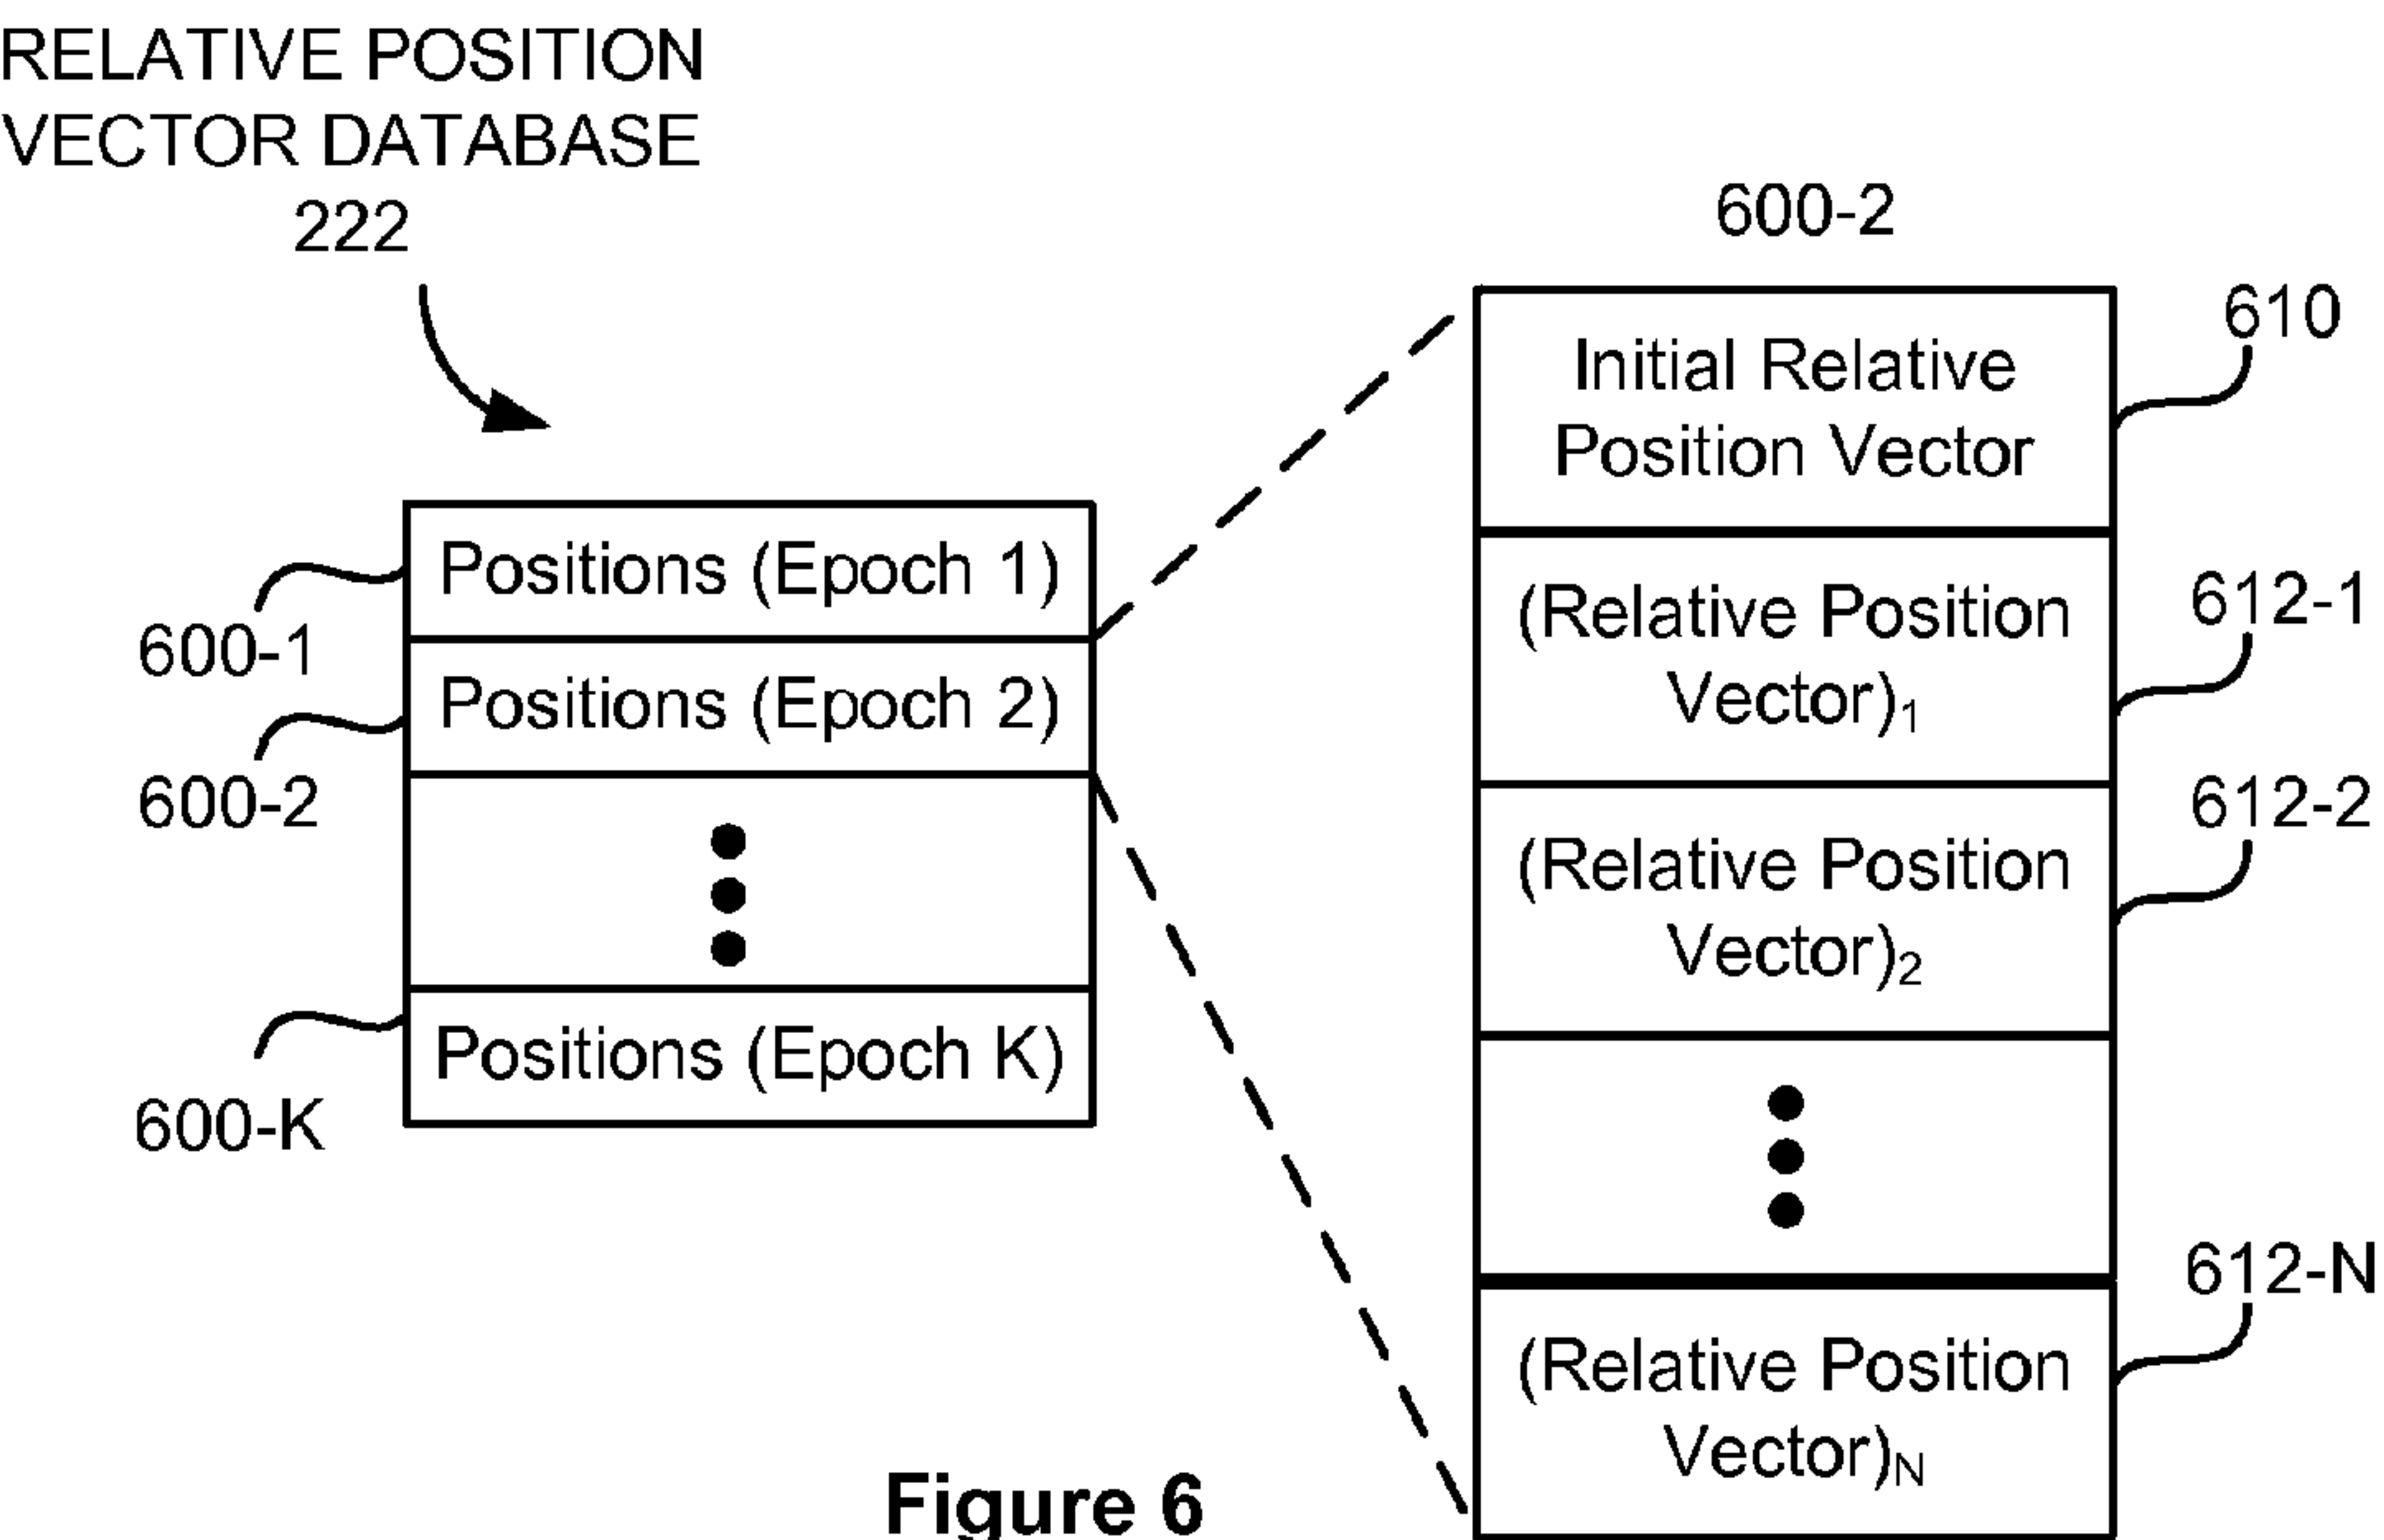 RELATIVE POSITION
VECTOR DATABASE
222
Positions (Epoch 1)
600-1
Positions (Epoch 2)
600-2
Positions (Epoch K)
600-K
600-2
Initial Relative
Position Vector
610
(Relative Position
Vector)₁
612-1
(Relative Position
Vector)₂
612-2
(Relative Position
Vector)N
612-N
Figure 6